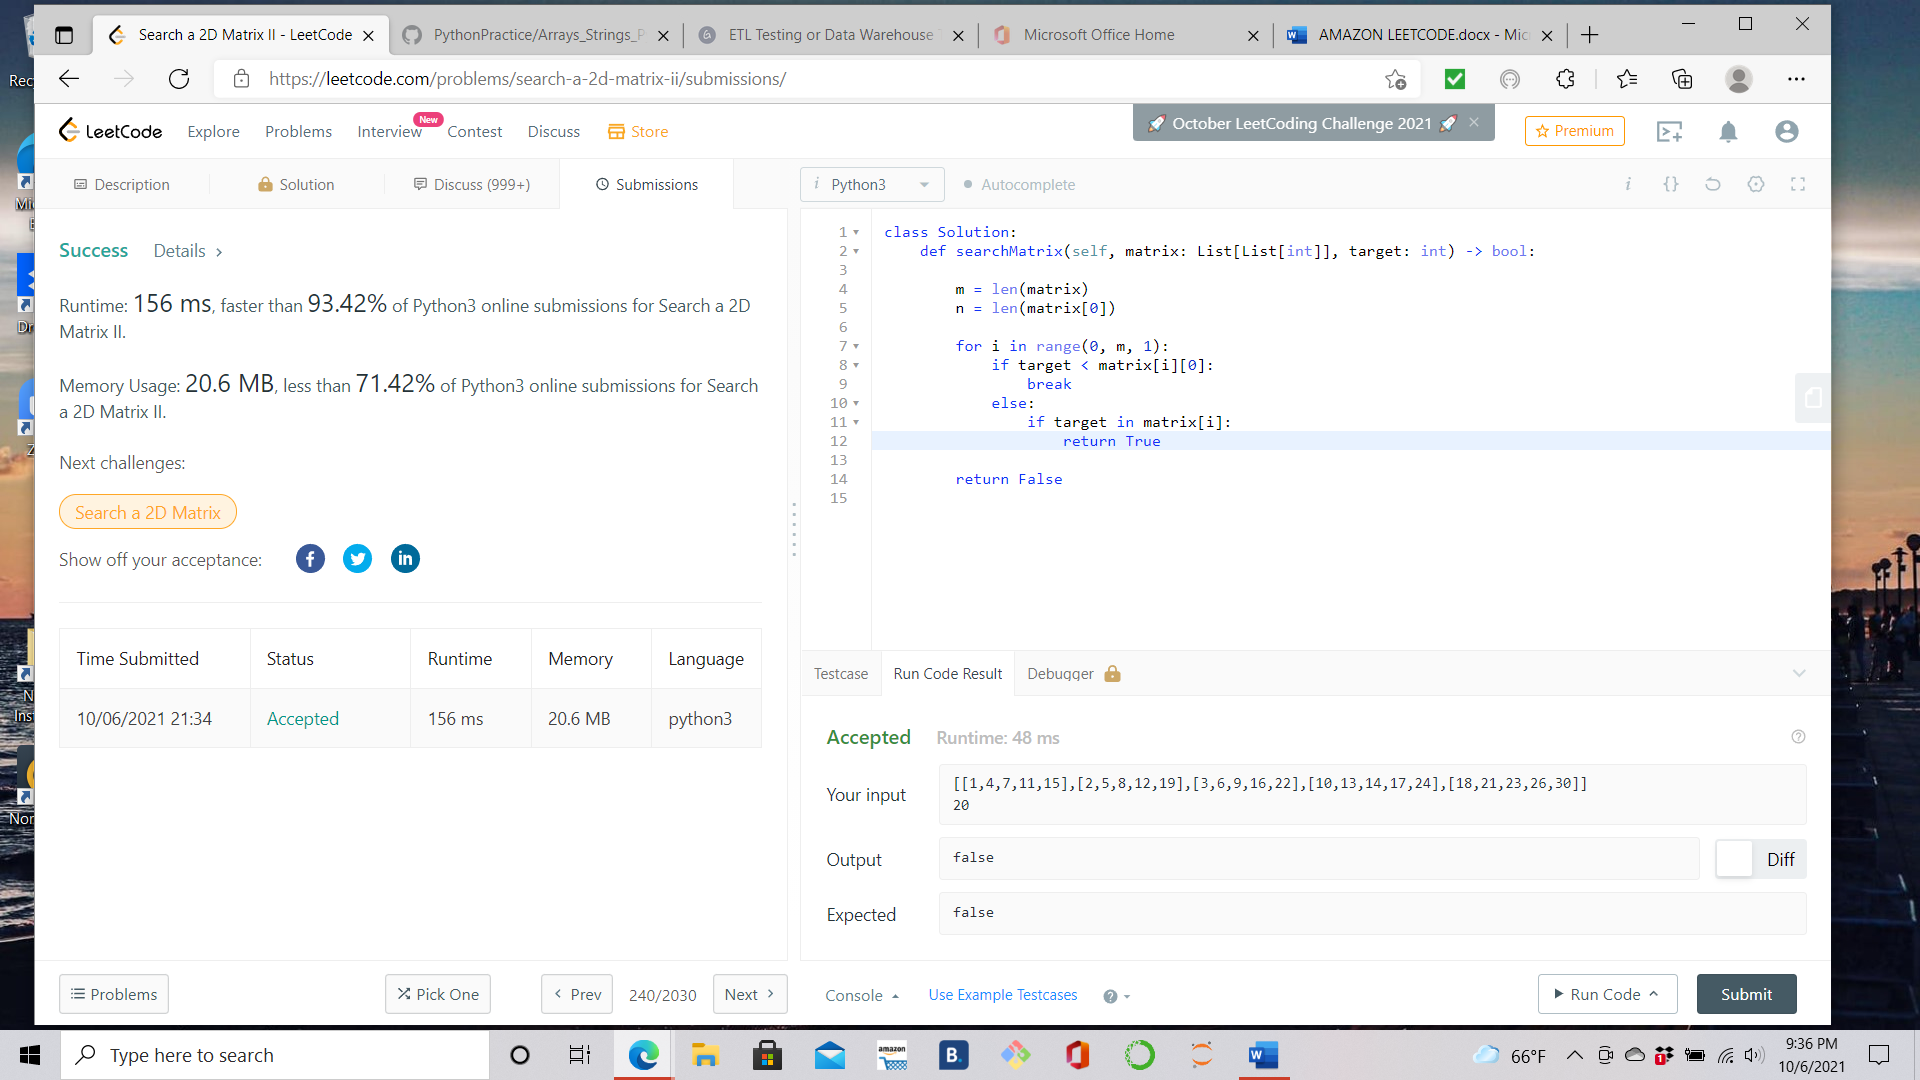 Search a 2D Matrix II - LeetCode
PythonPractice/Arrays_Strings_P
ETL Testing or Data Warehouse
Microsoft Office Home
AMAZON LEETCODE.docx - Mic
https://leetcode.com/problems/search-a-2d-matrix-ii/submissions/
LeetCode
Explore
Problems
Interview
New
Contest
Discuss
Store
October LeetCoding Challenge 2021
Premium
Description
Solution
Discuss (999+)
Submissions
i Python3
Autocomplete
i {}
Success
Details >
Runtime: 156 ms, faster than 93.42% of Python3 online submissions for Search a 2D
Matrix II.
Memory Usage: 20.6 MB, less than 71.42% of Python3 online submissions for Search
a 2D Matrix II.
Next challenges:
Search a 2D Matrix
Show off your acceptance:
Time Submitted Status Runtime Memory Language
10/06/2021 21:34 Accepted 156 ms 20.6 MB python3
1 class Solution:
2 def searchMatrix(self, matrix: List[List[int]], target: int) -> bool:
3
4 m = len(matrix)
5 n = len(matrix[0])
6
7 for i in range(0, m, 1):
8 if target < matrix[i][0]:
9 break
10 else:
11 if target in matrix[i]:
12 return True
13
14 return False
15
Testcase
Run Code Result
Debugger
Accepted Runtime: 48 ms
Your input
[[1,4,7,11,15],[2,5,8,12,19],[3,6,9,16,22],[10,13,14,17,24],[18,21,23,26,30]]
20
Output
false
Diff
Expected
false
Problems
Pick One
< Prev
240/2030
Next >
Console
Use Example Testcases
Run Code
Submit
Type here to search
amazon
B.
W
66°F
1
9:36 PM
10/6/2021